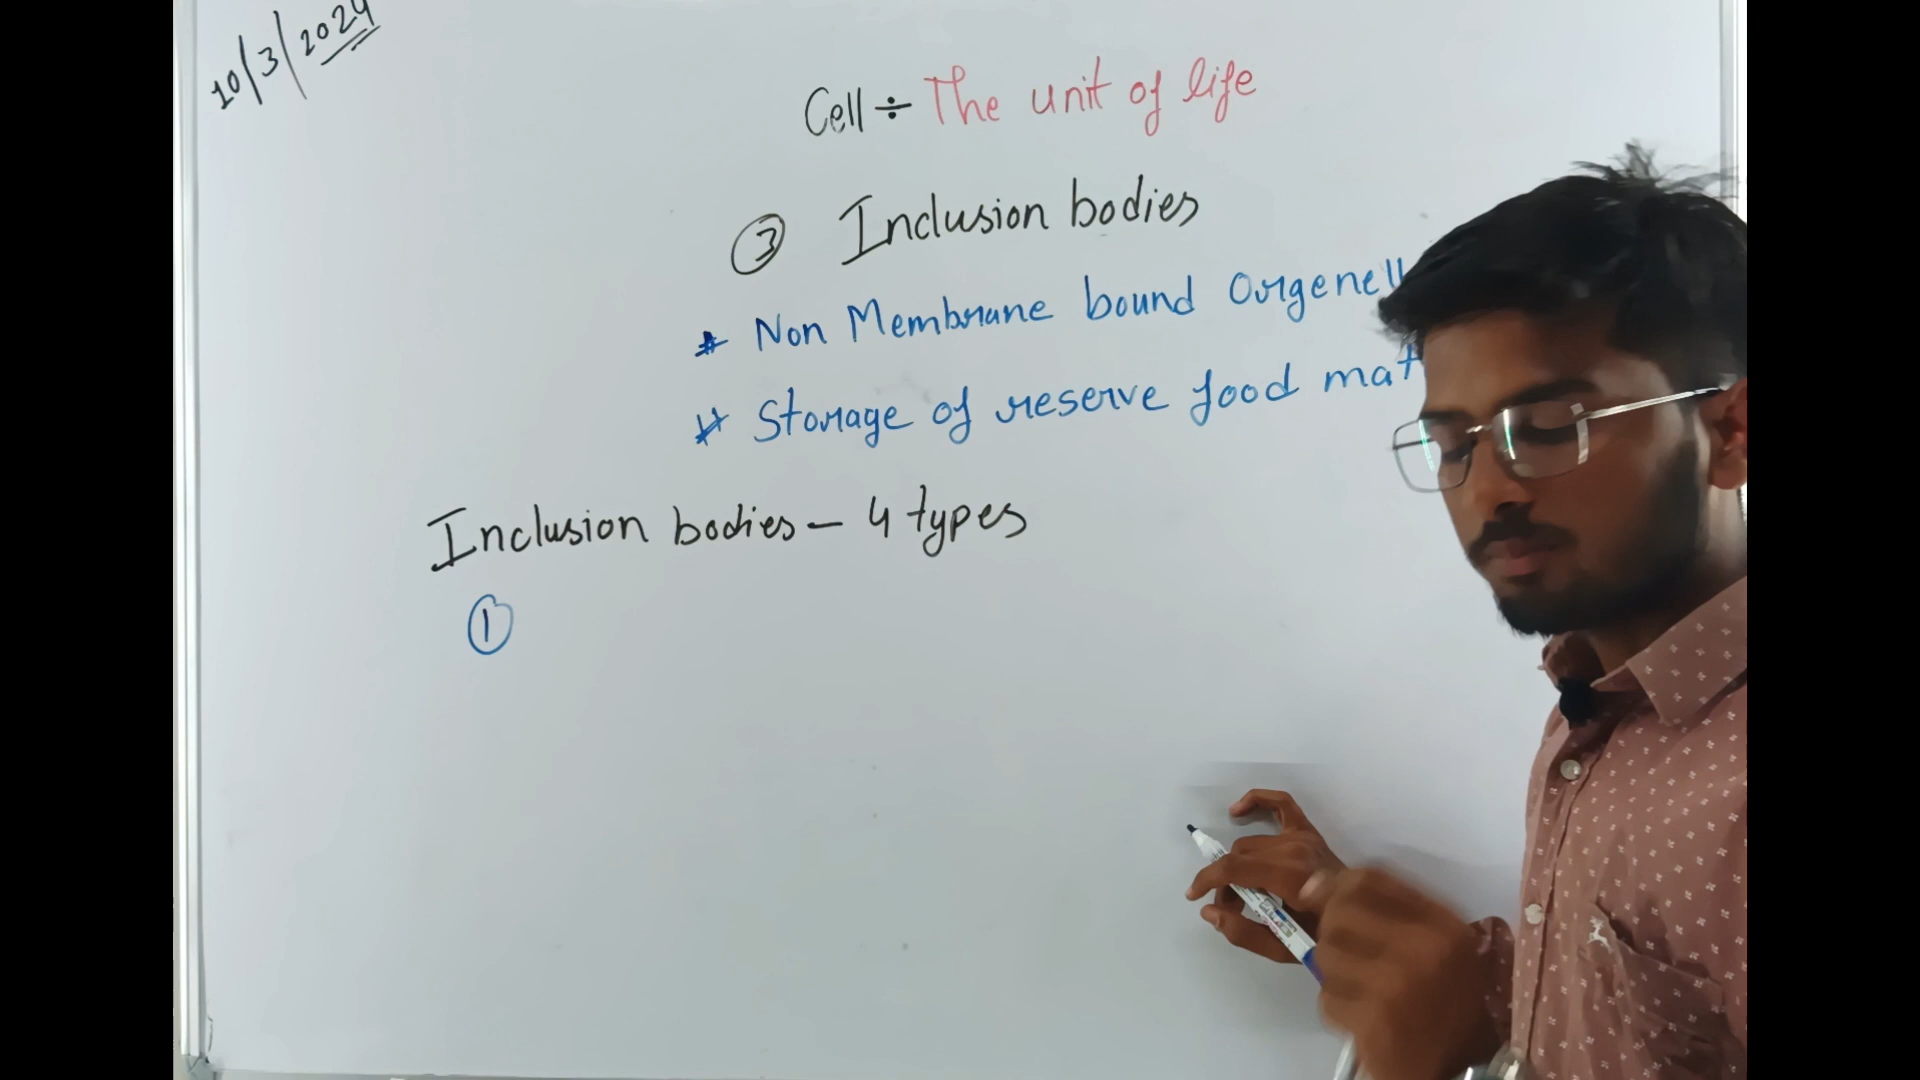 10/3/2024
Cell ÷ The unit of life
③ Inclusion bodies
* Non Membrane bound Orgenell
* Storage of reserve food mat
Inclusion bodies - 4 types
①